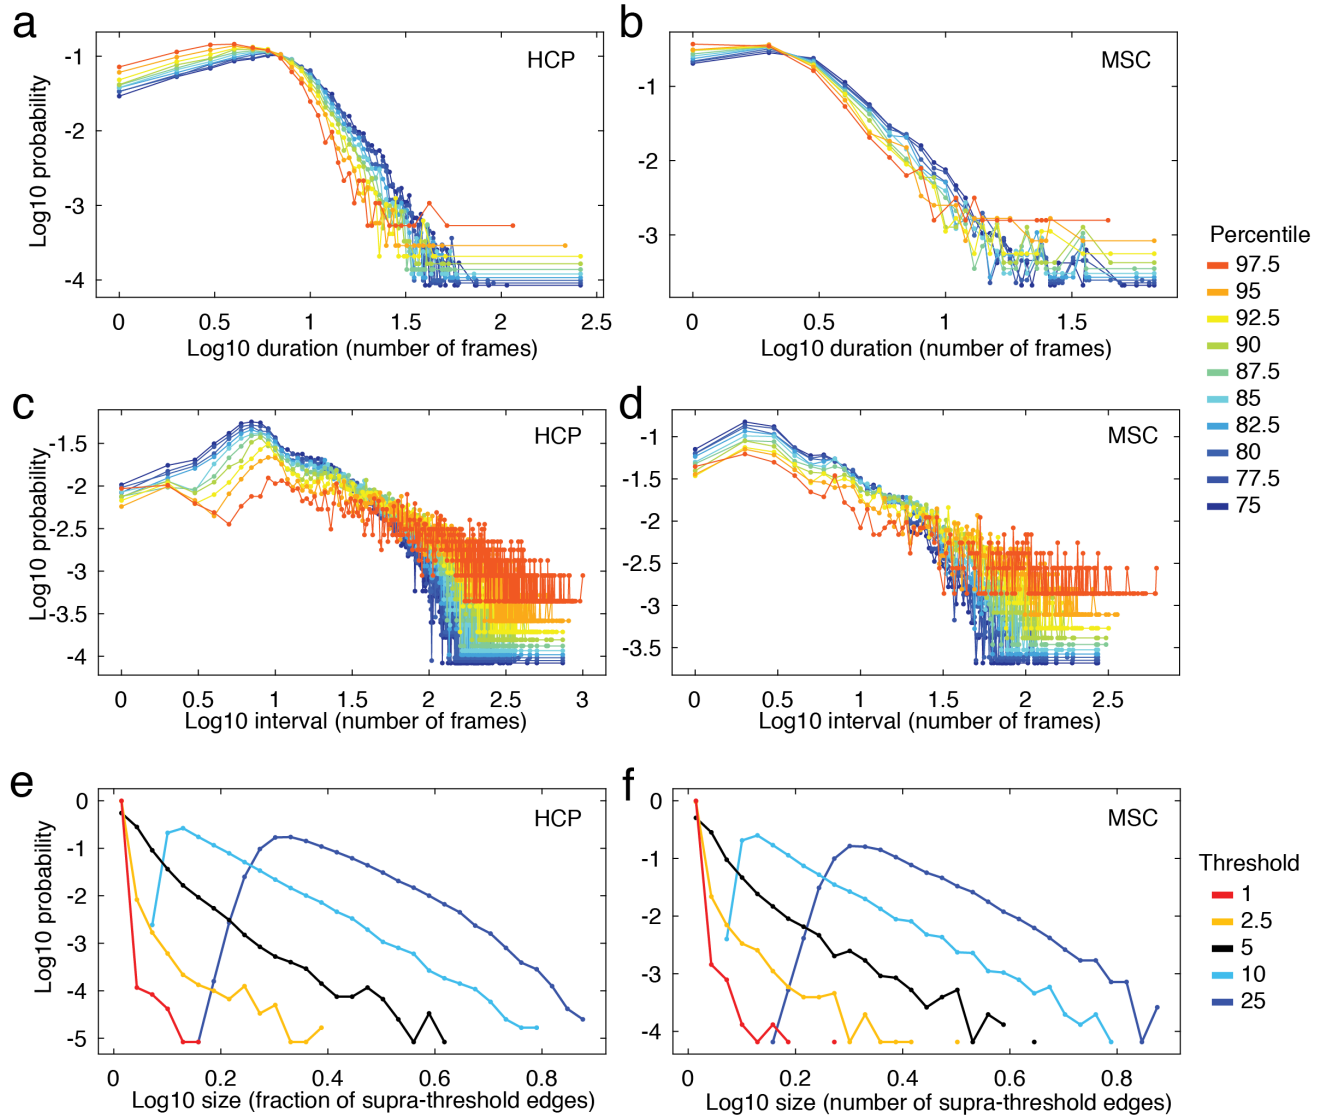 a
HCP
Log10 probability
-1
-2
-3
-4
0 0.5 1 1.5 2 2.5
Log10 duration (number of frames)
b
MSC
-1
-2
-3
0 0.5 1 1.5
Log10 duration (number of frames)
Percentile
97.5
95
92.5
90
87.5
85
82.5
80
77.5
75
c
HCP
Log10 probability
-1.5
-2
-2.5
-3
-3.5
-4
0 0.5 1 1.5 2 2.5 3
Log10 interval (number of frames)
d
MSC
-1
-1.5
-2
-2.5
-3
-3.5
0 0.5 1 1.5 2 2.5
Log10 interval (number of frames)
e
HCP
Log10 probability
0
-1
-2
-3
-4
-5
0 0.2 0.4 0.6 0.8
Log10 size (fraction of supra-threshold edges)
f
MSC
0
-1
-2
-3
-4
0 0.2 0.4 0.6 0.8
Log10 size (number of supra-threshold edges)
Threshold
1
2.5
5
10
25